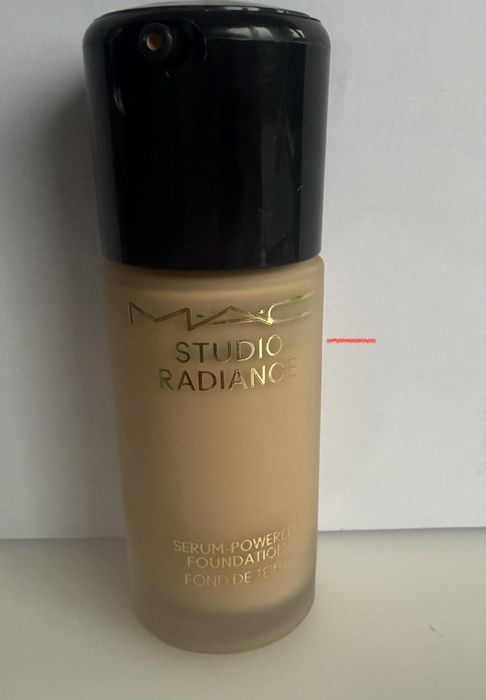 M·A·C
STUDIO
RADIANCE
SERUM-POWERED
FOUNDATION
FOND DE TEINT